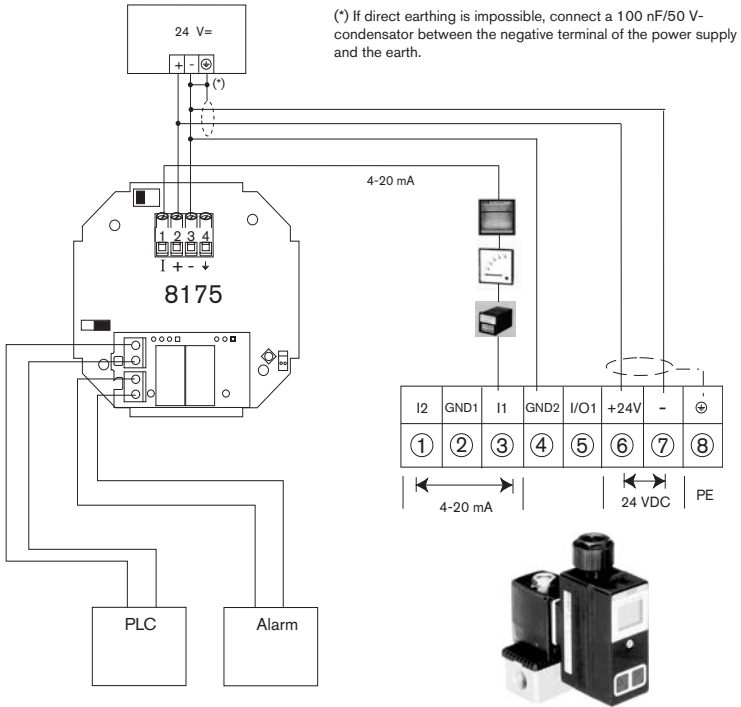 (*) If direct earthing is impossible, connect a 100 nF/50 V-
condensator between the negative terminal of the power supply
and the earth.
24 V=
+ -
(*)
4-20 mA
1 2 3 4
I + -
8175
I2 GND1 I1 GND2 I/O1 +24V -
1 2 3 4 5 6 7 8
4-20 mA
24 VDC
PE
PLC
Alarm